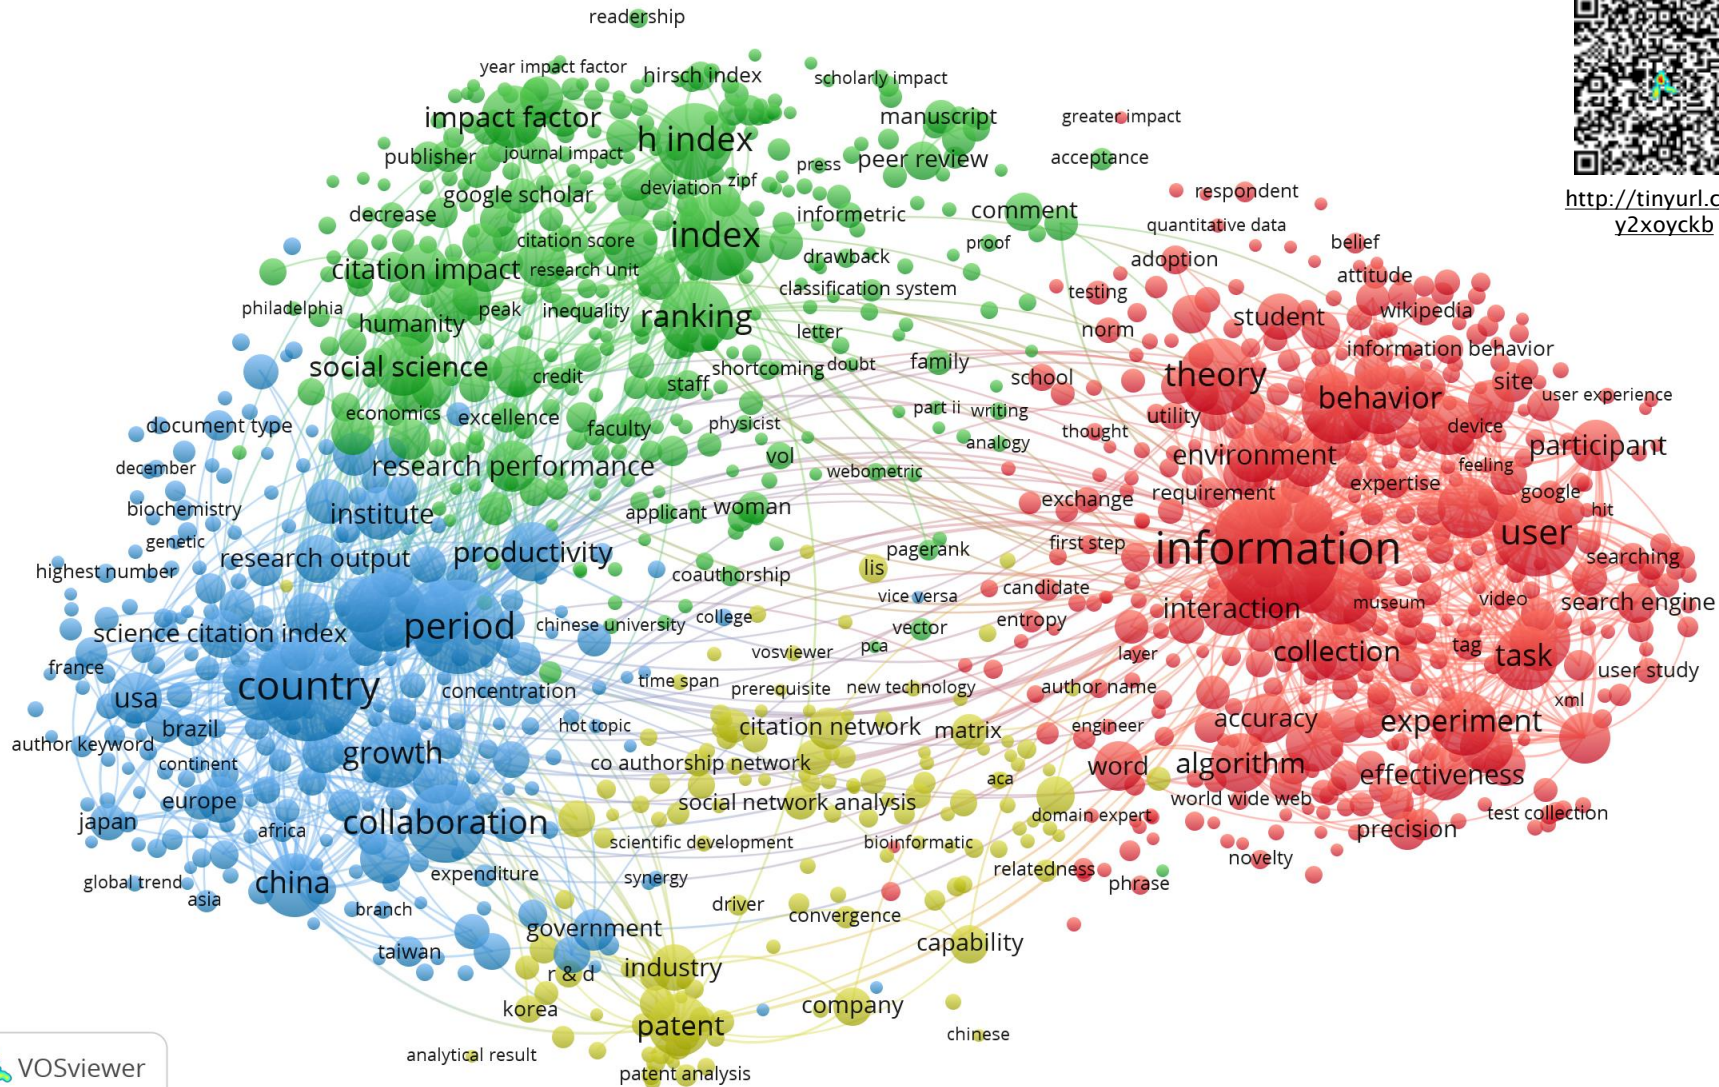 readership
year impact factor
hirsch index
scholarly impact
impact factor
h index
manuscript
greater impact
publisher
journal impact
press
peer review
acceptance
google scholar
deviation
zipf
respondent
http://tinyurl.c
y2xoyckb
decrease
informetric
comment
quantitative data
citation score
index
proof
belief
citation impact
research unit
drawback
adoption
attitude
classification system
testing
philadelphia
peak
inequality
ranking
wikipedia
humanity
letter
norm
student
information behavior
social science
credit
staff
shortcoming
doubt
family
school
theory
site
user experience
behavior
economics
excellence
faculty
physicist
part ii
writing
utility
document type
thought
device
participant
analogy
december
research performance
vol
webometric
environment
feeling
biochemistry
institute
applicant
woman
exchange
requirement
expertise
google
hit
genetic
research output
productivity
pagerank
first step
information
user
searching
highest number
coauthorship
lis
vice versa
candidate
science citation index
period
chinese university
college
vector
entropy
interaction
museum
video
search engine
france
vosviewer
pca
layer
collection
tag
task
user study
usa
country
concentration
time span
prerequisite
new technology
author name
xml
author keyword
brazil
hot topic
citation network
matrix
engineer
accuracy
experiment
continent
growth
co authorship network
aca
word
algorithm
effectiveness
europe
social network analysis
world wide web
japan
africa
collaboration
domain expert
test collection
scientific development
bioinformatic
precision
global trend
china
expenditure
synergy
relatedness
phrase
novelty
asia
branch
driver
convergence
taiwan
government
capability
r & d
industry
korea
company
patent
chinese
analytical result
patent analysis
VOSviewer